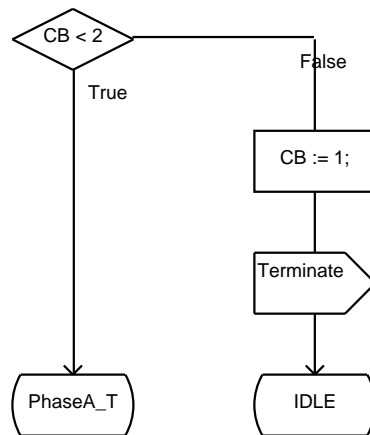 CB < 2
False
True
CB := 1;
Terminate
PhaseA_T
IDLE